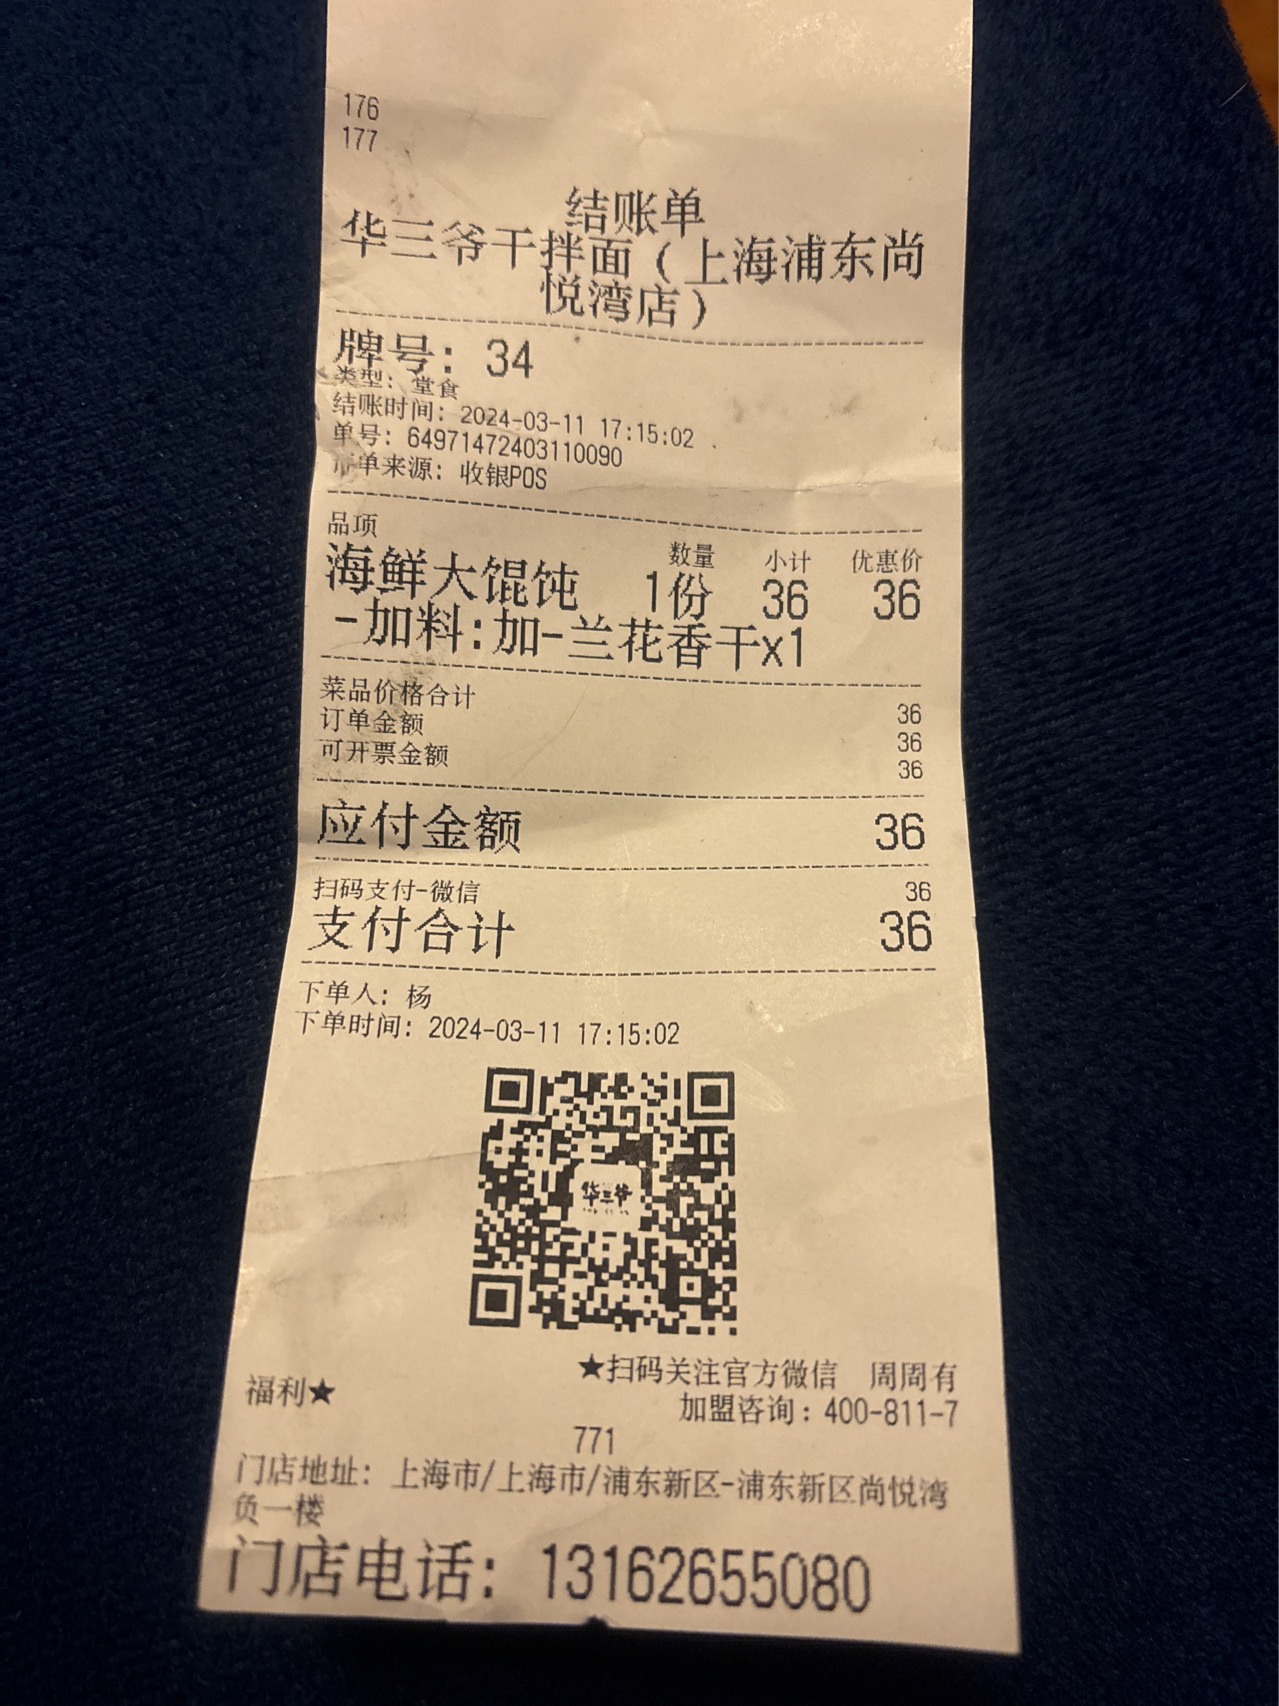 176
177
结账单
华三爷干拌面（上海浦东尚
悦湾店）
牌号：34
类型：堂食
结账时间：2024-03-11 17:15:02
单号：64971472403110090
订单来源：收银POS
品项 数量 小计 优惠价
海鲜大馄饨 1份 36 36
-加料:加-兰花香干x1
菜品价格合计 36
订单金额 36
可开票金额 36
应付金额 36
扫码支付-微信 36
支付合计 36
下单人：杨
下单时间：2024-03-11 17:15:02
华三爷
★扫码关注官方微信 周周有
福利★
加盟咨询：400-811-7
771
门店地址：上海市/上海市/浦东新区-浦东新区尚悦湾
负一楼
门店电话：13162655080